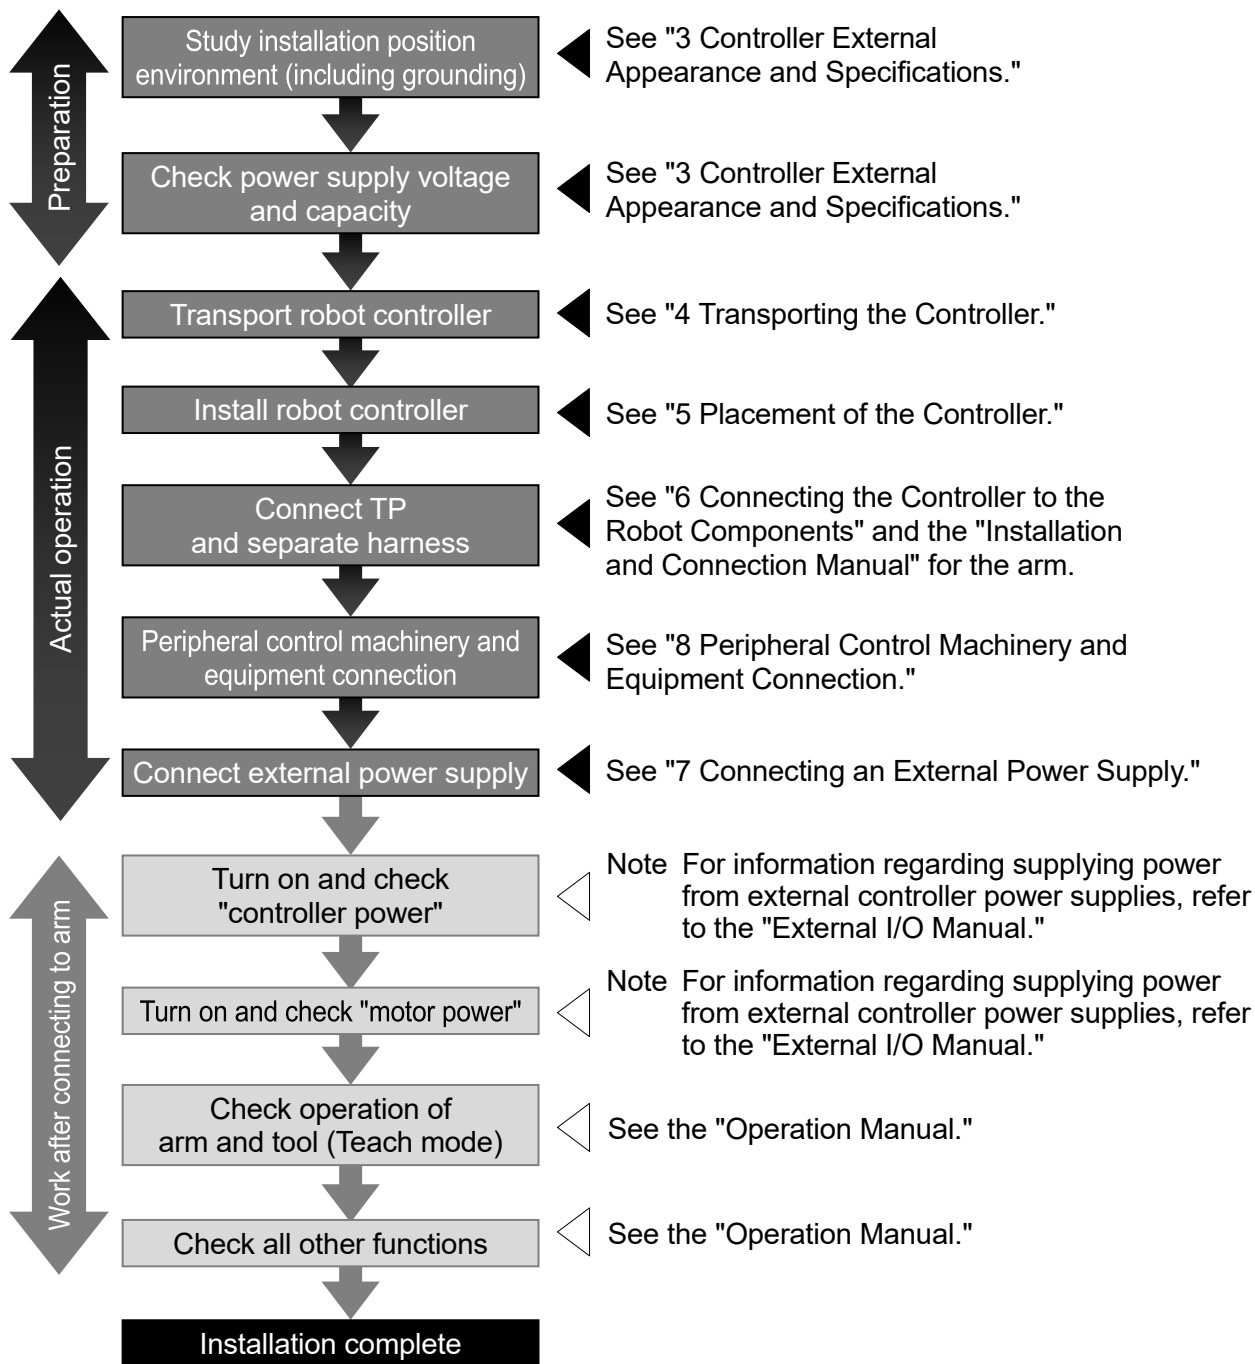 Preparation
Study installation position
environment (including grounding)
See "3 Controller External
Appearance and Specifications."
Check power supply voltage
and capacity
See "3 Controller External
Appearance and Specifications."
Actual operation
Transport robot controller
See "4 Transporting the Controller."
Install robot controller
See "5 Placement of the Controller."
Connect TP
and separate harness
See "6 Connecting the Controller to the
Robot Components" and the "Installation
and Connection Manual" for the arm.
Peripheral control machinery and
equipment connection
See "8 Peripheral Control Machinery and
Equipment Connection."
Connect external power supply
See "7 Connecting an External Power Supply."
Work after connecting to arm
Turn on and check
"controller power"
Note For information regarding supplying power
from external controller power supplies, refer
to the "External I/O Manual."
Turn on and check "motor power"
Note For information regarding supplying power
from external controller power supplies, refer
to the "External I/O Manual."
Check operation of
arm and tool (Teach mode)
See the "Operation Manual."
Check all other functions
See the "Operation Manual."
Installation complete